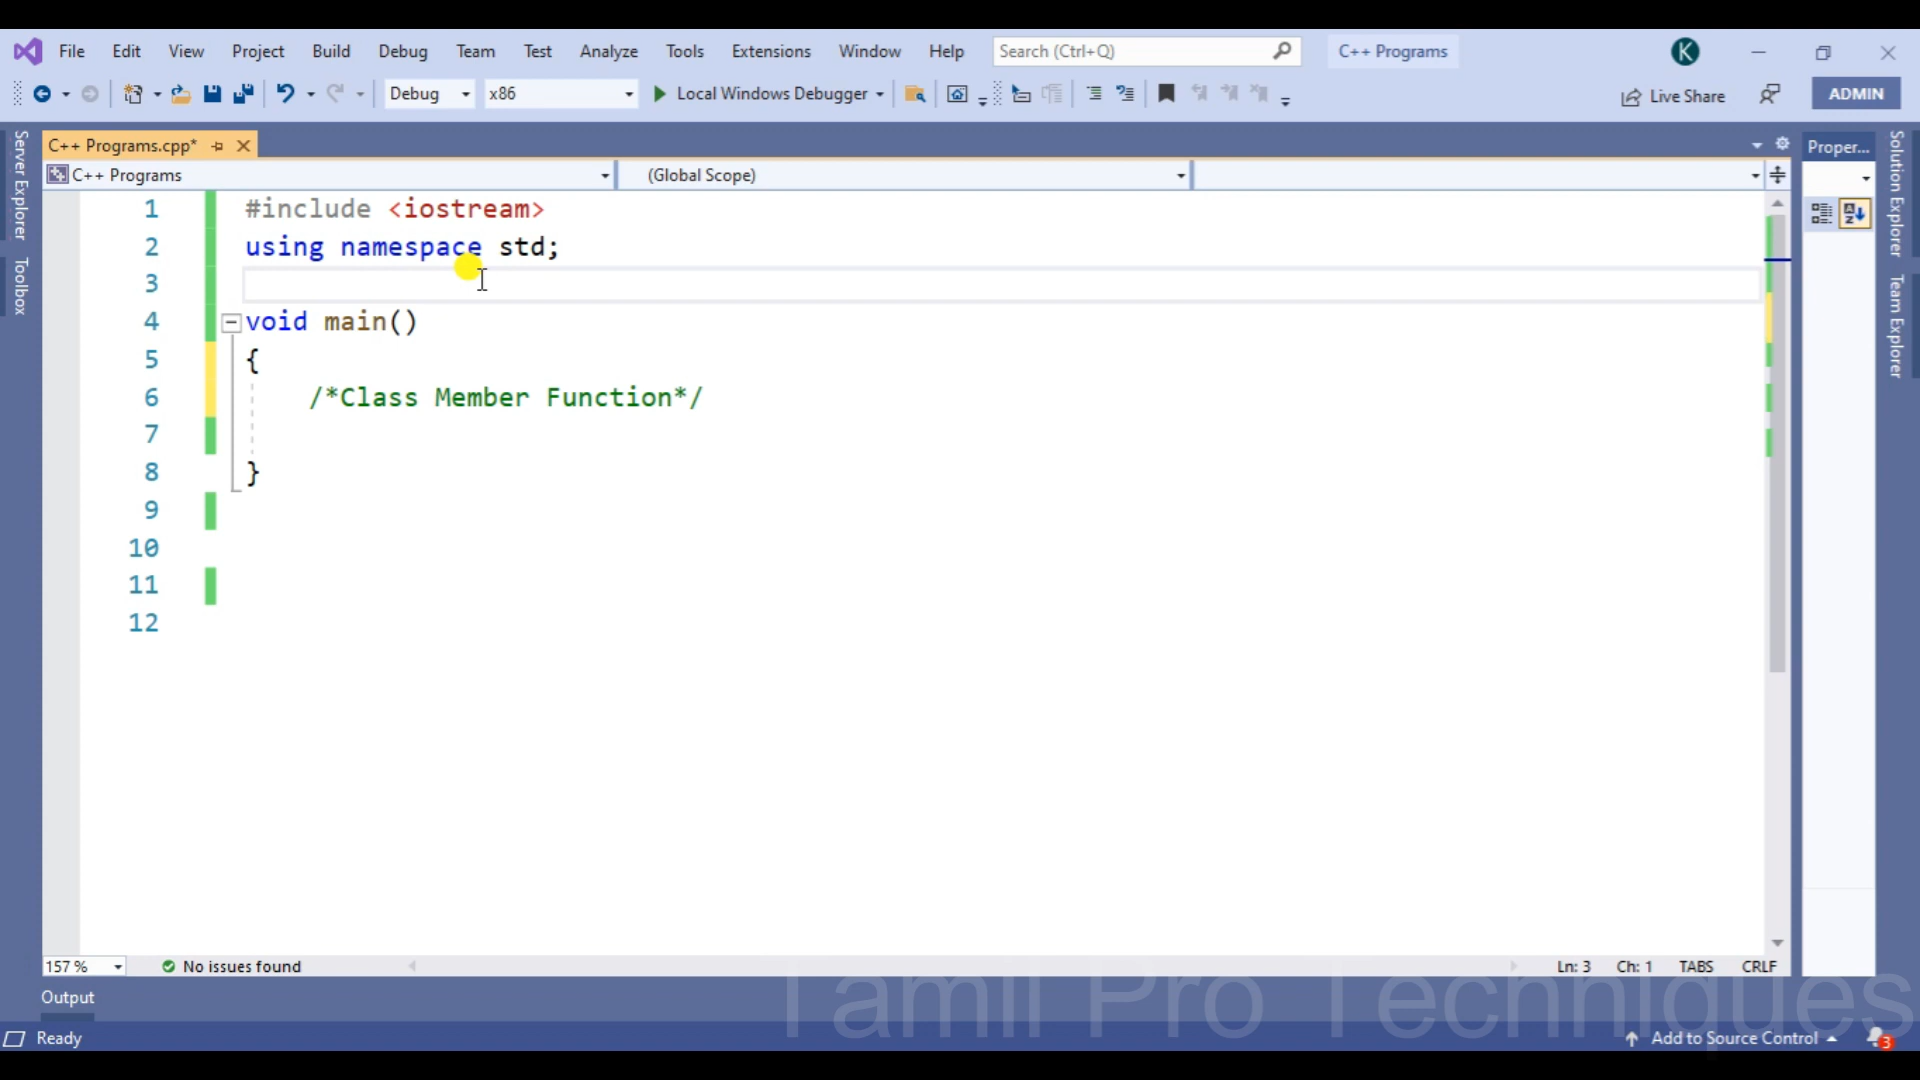 File Edit View Project Build Debug Team Test Analyze Tools Extensions Window Help Search (Ctrl+Q) C++ Programs K
Debug x86 Local Windows Debugger Live Share ADMIN
Server Explorer
Toolbox
C++ Programs.cpp*
C++ Programs (Global Scope)
Proper...
Solution Explorer
Team Explorer
1 #include <iostream>
2 using namespace std;
3
4 void main()
5 {
6 /*Class Member Function*/
7
8 }
9
10
11
12
157 % No issues found Ln: 3 Ch: 1 TABS CRLF
Output
Tamil Pro Techniques
Ready Add to Source Control 3